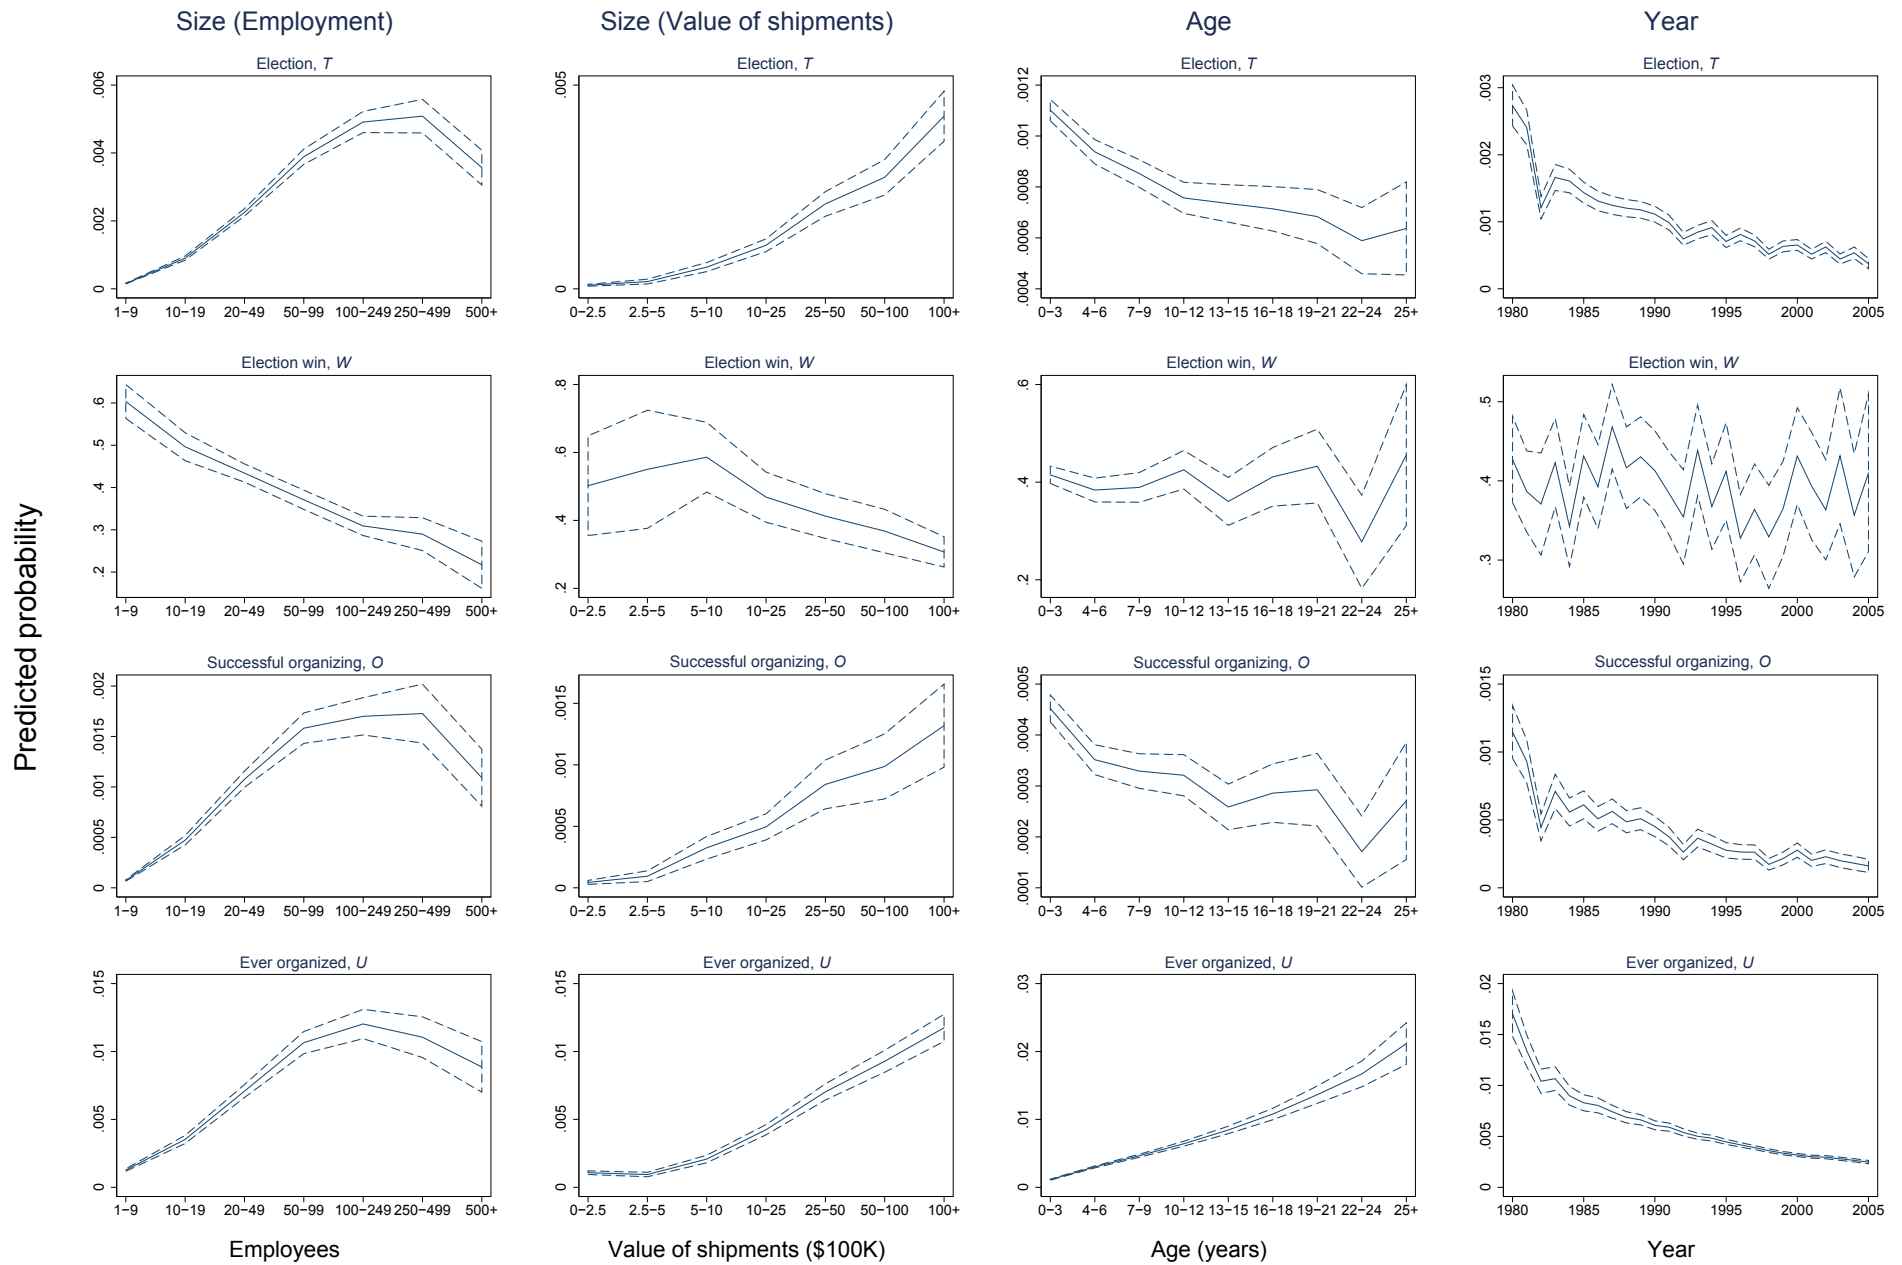 Size (Employment) Size (Value of shipments) Age Year
Election, T Election, T Election, T Election, T
.006 .005 .0012 .003
.004 .001 .002
.002 .0008 .001
.0006
0 0 .0004 0
1−9 10−19 20−49 50−99 100−249 250−499 500+ 0−2.5 2.5−5 5−10 10−25 25−50 50−100 100+ 0−3 4−6 7−9 10−12 13−15 16−18 19−21 22−24 25+ 1980 1985 1990 1995 2000 2005
Election win, W Election win, W Election win, W Election win, W
.6 .8 .6 .5
.5 .6
.4 .4 .4
.3 .4
.2 .2 .2 .3
1−9 10−19 20−49 50−99 100−249 250−499 500+ 0−2.5 2.5−5 5−10 10−25 25−50 50−100 100+ 0−3 4−6 7−9 10−12 13−15 16−18 19−21 22−24 25+ 1980 1985 1990 1995 2000 2005
Predicted probability
Successful organizing, O Successful organizing, O Successful organizing, O Successful organizing, O
.002 .0015 .0005 .0015
.0015 .001 .0004 .001
.001 .0003
.0005 .0005 .0002 .0005
0 0 .0001 0
1−9 10−19 20−49 50−99 100−249 250−499 500+ 0−2.5 2.5−5 5−10 10−25 25−50 50−100 100+ 0−3 4−6 7−9 10−12 13−15 16−18 19−21 22−24 25+ 1980 1985 1990 1995 2000 2005
Ever organized, U Ever organized, U Ever organized, U Ever organized, U
.015 .015 .03 .02
.01 .01 .02 .015
.01
.005 .005 .01 .005
0 0 0 0
1−9 10−19 20−49 50−99 100−249 250−499 500+ 0−2.5 2.5−5 5−10 10−25 25−50 50−100 100+ 0−3 4−6 7−9 10−12 13−15 16−18 19−21 22−24 25+ 1980 1985 1990 1995 2000 2005
Employees Value of shipments ($100K) Age (years) Year